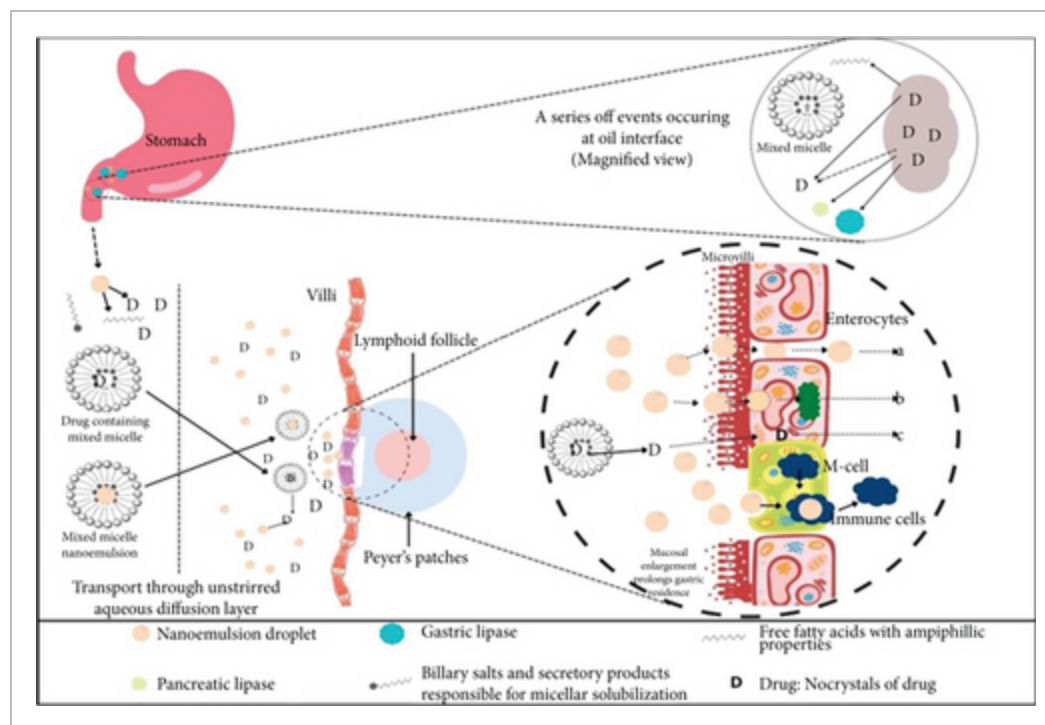 Stomach
A series off events occuring
at oil interface
(Magnified view)
Mixed micelle
D
D
D
D
D
Microvilli
Villi
Enterocytes
Lymphoid follicle
D
D
D
D
Drug containing
mixed micelle
Mixed micelle
nanoemulsion
D
D
D
D
D
D
D
D
D
D
a
b
c
D
D
D
M-cell
Immune cells
Peyer's patches
Mucosal
enlargement
prolongs gastric
residence
Transport through unstrirred
aqueous diffusion layer
Nanoemulsion droplet
Gastric lipase
Free fatty acids with ampiphillic
properties
Pancreatic lipase
Billary salts and secretory products
responsible for micellar solubilization
D Drug: Nocrystals of drug